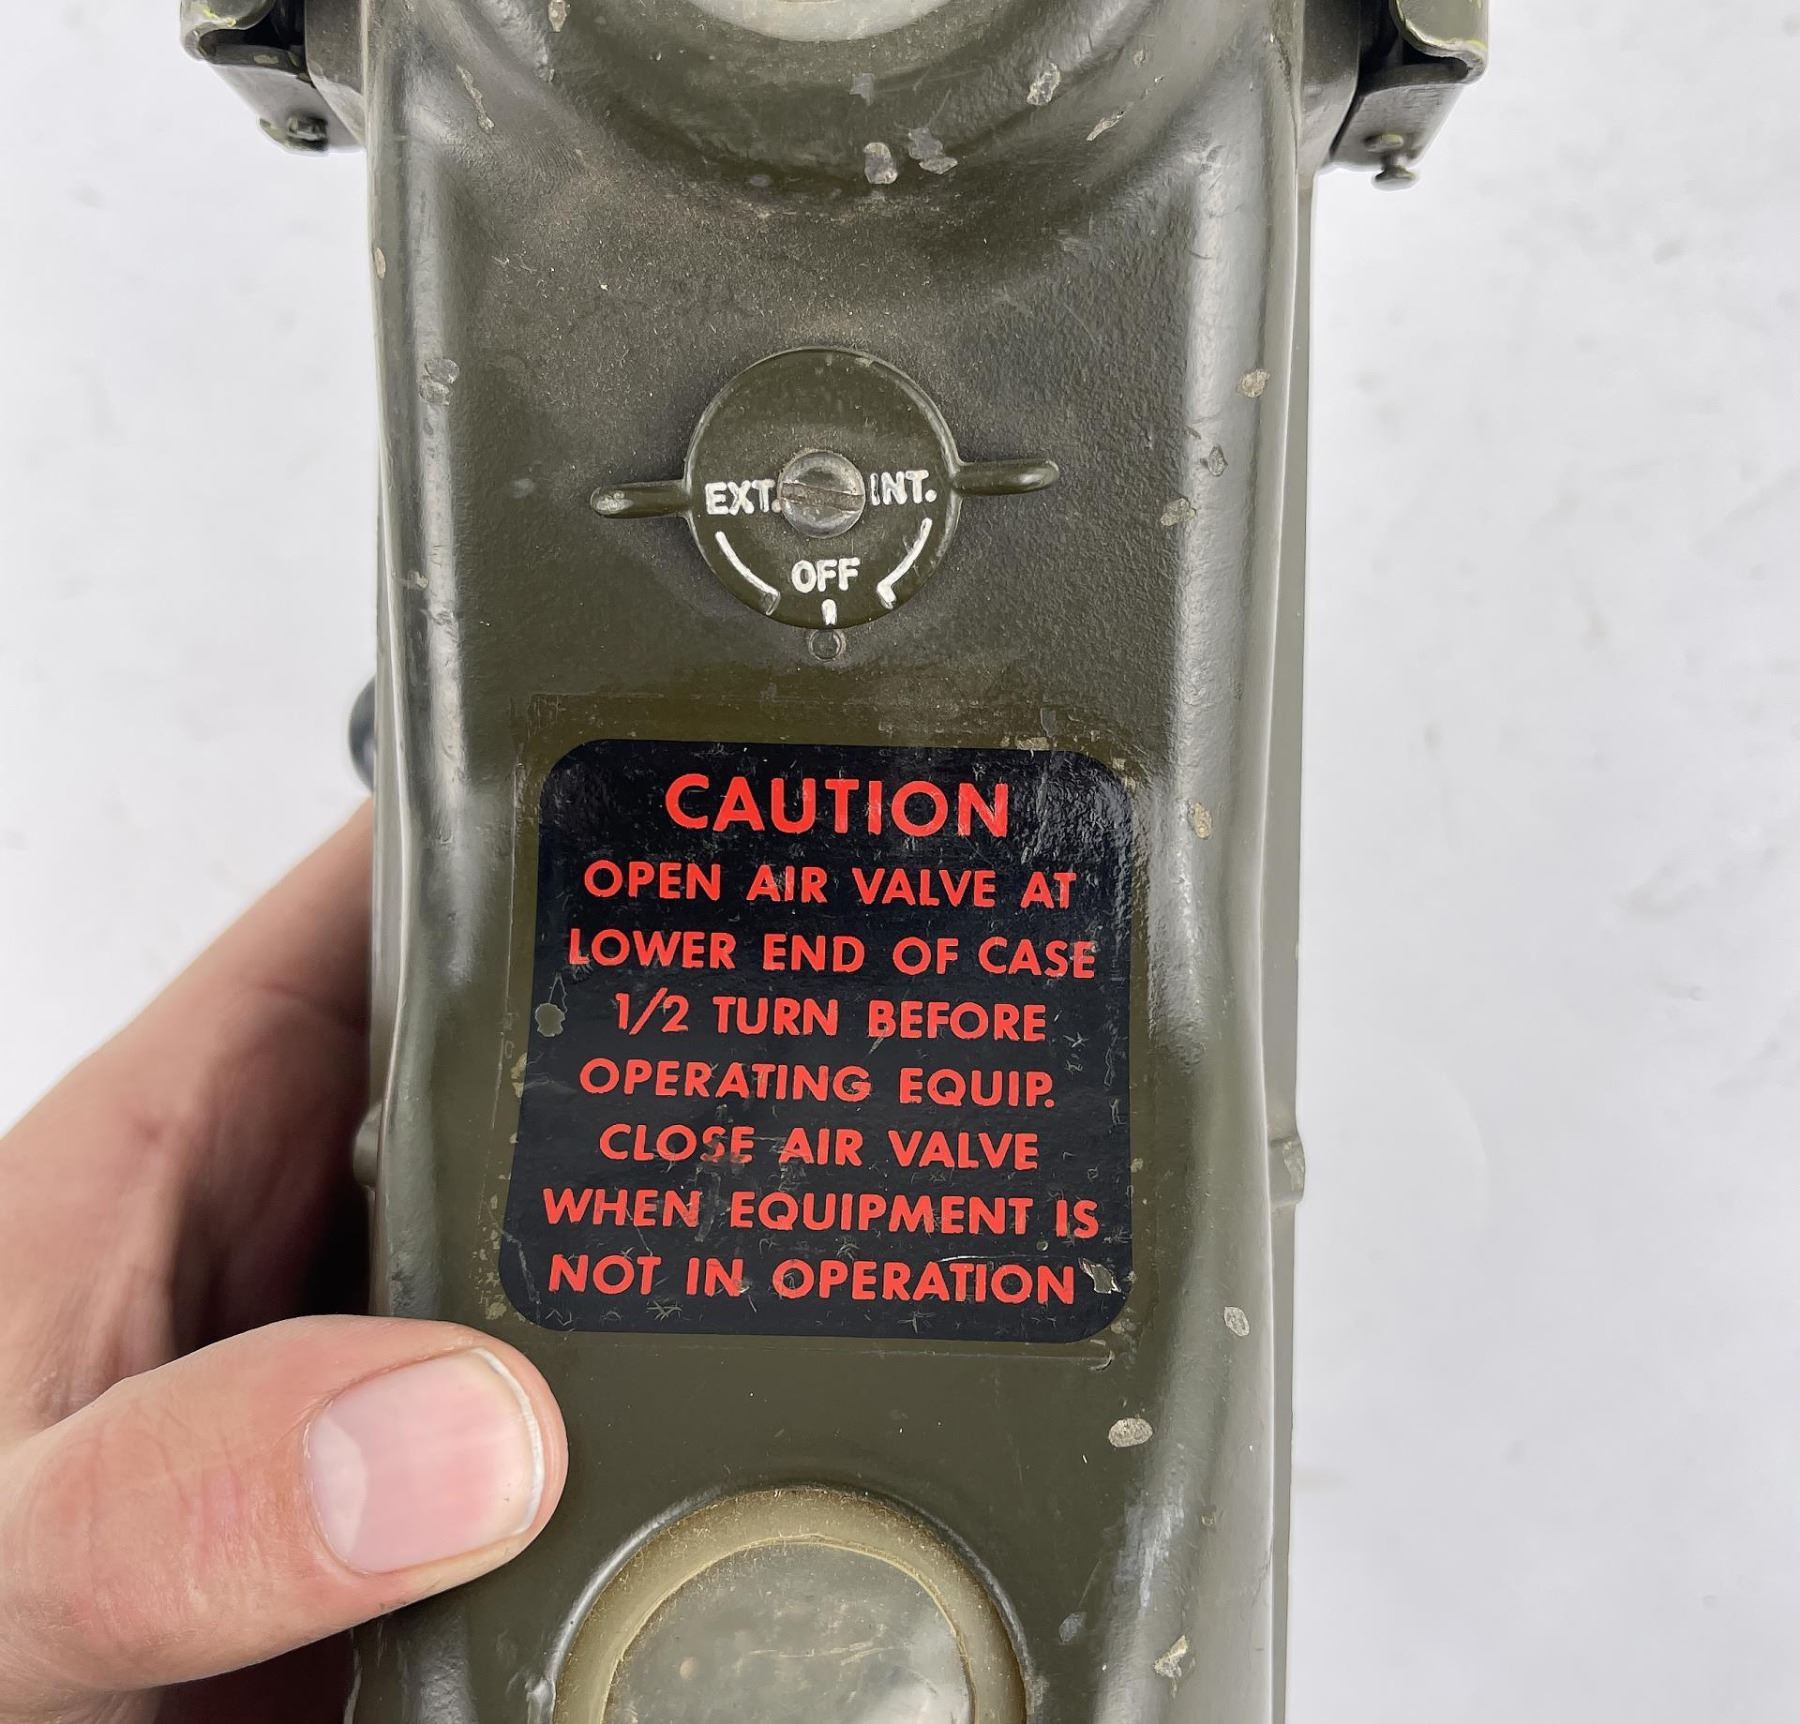 EXT. INT.
OFF
CAUTION
OPEN AIR VALVE AT
LOWER END OF CASE
1/2 TURN BEFORE
OPERATING EQUIP.
CLOSE AIR VALVE
WHEN EQUIPMENT IS
NOT IN OPERATION